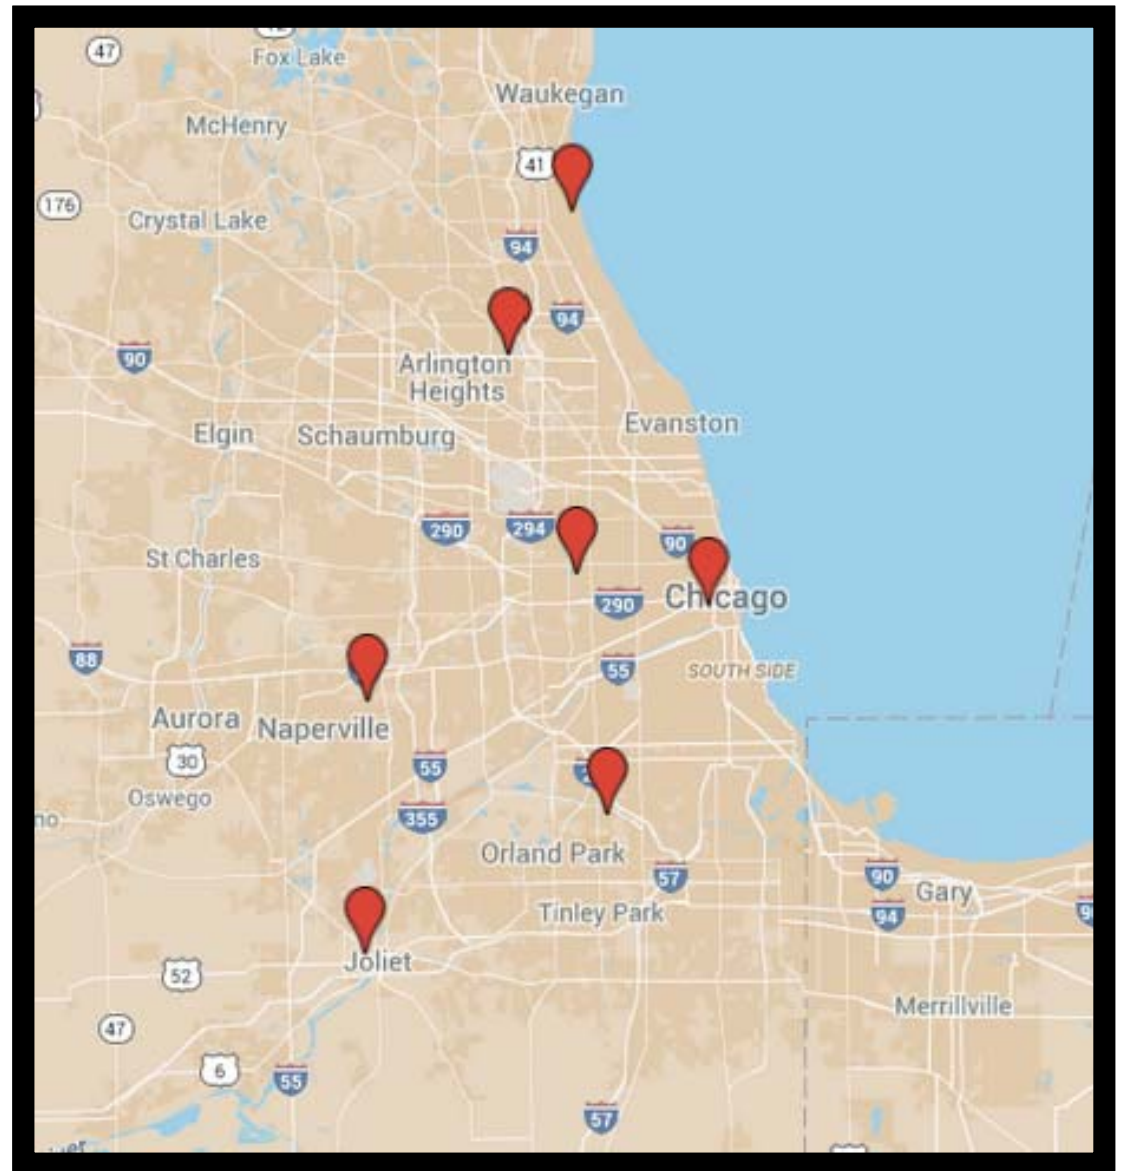 47
Fox Lake
Waukegan
McHenry
41
176
Crystal Lake
94
94
90
Arlington
Heights
Evanston
Elgin
Schaumburg
290
294
90
St Charles
Chicago
290
88
55
SOUTH SIDE
Aurora
Naperville
30
55
Oswego
355
no
Orland Park
57
90
Gary
94
Tinley Park
Joliet
52
Merrillville
47
6
55
57